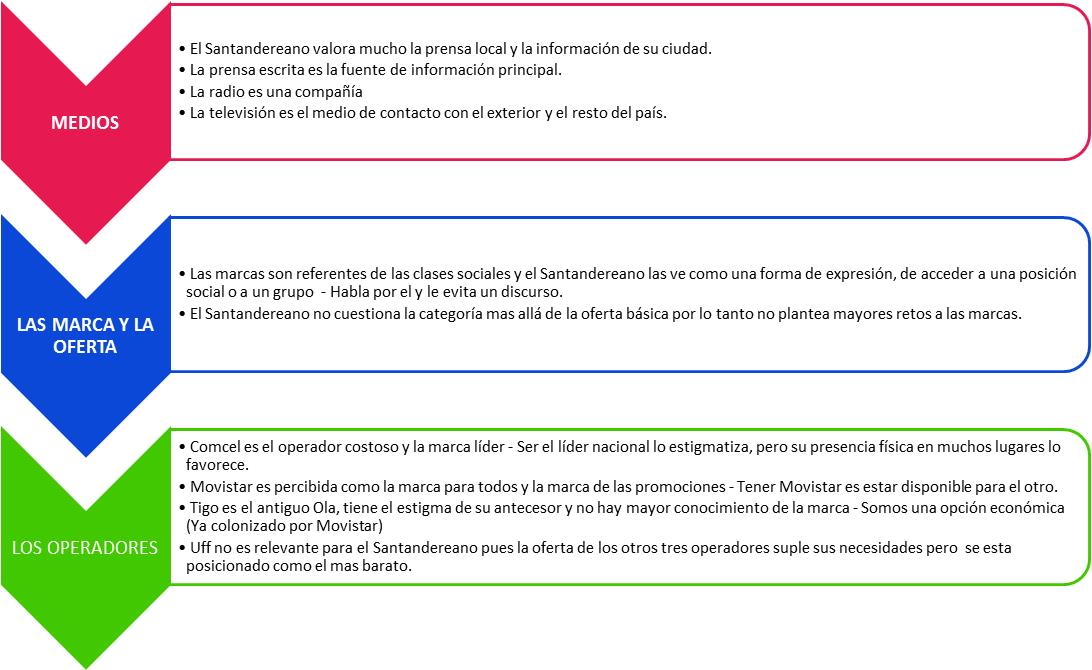 MEDIOS
• El Santandereano valora mucho la prensa local y la información de su ciudad.
• La prensa escrita es la fuente de información principal.
• La radio es una compañía
• La televisión es el medio de contacto con el exterior y el resto del país.
LAS MARCA Y LA
OFERTA
• Las marcas son referentes de las clases sociales y el Santandereano las ve como una forma de expresión, de acceder a una posición
social o a un grupo - Habla por el y le evita un discurso.
• El Santandereano no cuestiona la categoría mas allá de la oferta básica por lo tanto no plantea mayores retos a las marcas.
LOS OPERADORES
• Comcel es el operador costoso y la marca líder - Ser el líder nacional lo estigmatiza, pero su presencia física en muchos lugares lo
favorece.
• Movistar es percibida como la marca para todos y la marca de las promociones - Tener Movistar es estar disponible para el otro.
• Tigo es el antiguo Ola, tiene el estigma de su antecesor y no hay mayor conocimiento de la marca - Somos una opción económica
(Ya colonizado por Movistar)
• Uff no es relevante para el Santandereano pues la oferta de los otros tres operadores suple sus necesidades pero se esta
posicionado como el mas barato.